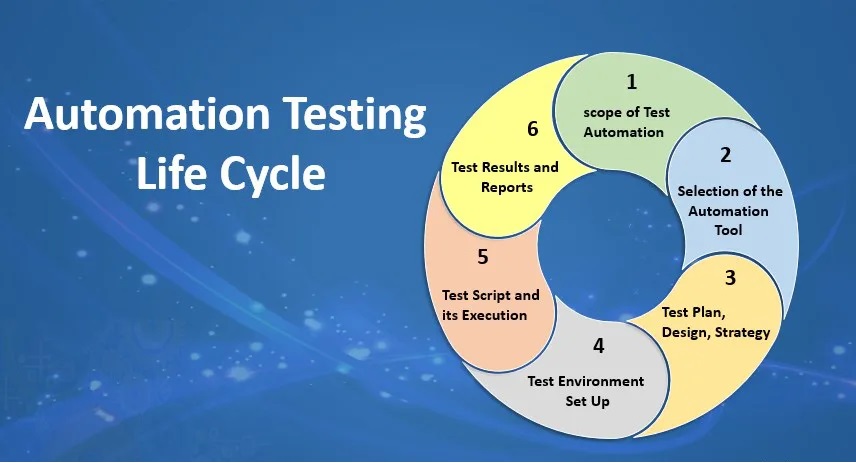 Automation Testing
Life Cycle
1
scope of Test
Automation
2
Selection of the
Automation
Tool
3
Test Plan,
Design, Strategy
4
Test Environment
Set Up
5
Test Script and
its Execution
6
Test Results and
Reports